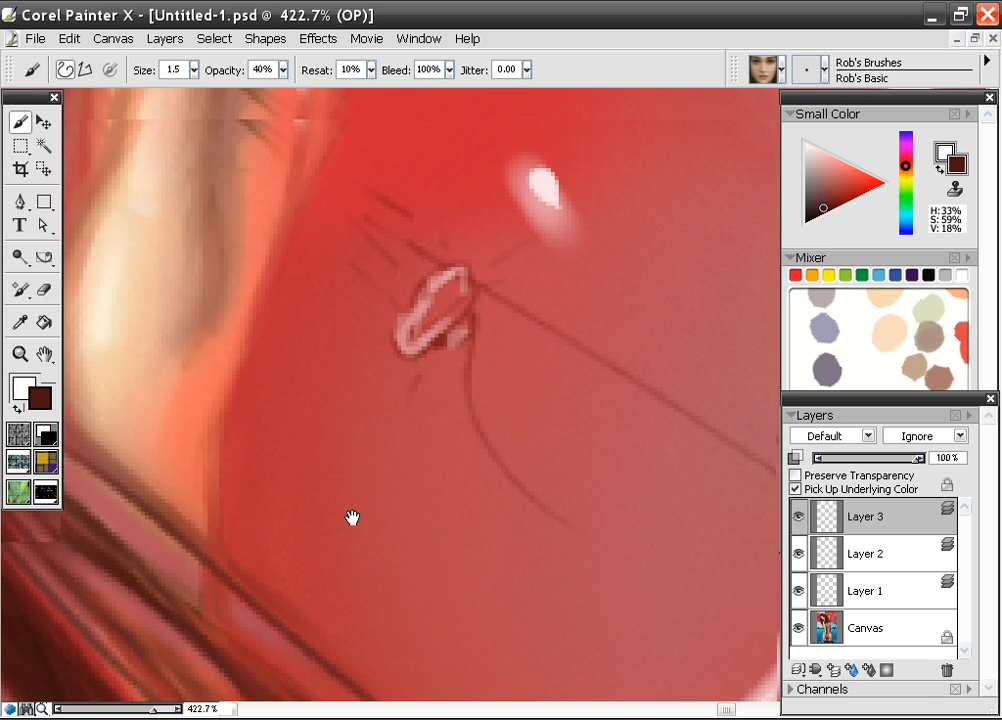 Corel Painter X - [Untitled-1.psd @ 422.7% (OP)]
File Edit Canvas Layers Select Shapes Effects Movie Window Help
Size: 1.5 Opacity: 40% Resat: 10% Bleed: 100% Jitter: 0.00
Rob's Brushes
Rob's Basic
Small Color
H:33%
S:59%
V:18%
Mixer
T
Layers
Default Ignore
100%
Preserve Transparency
Pick Up Underlying Color
Layer 3
Layer 2
Layer 1
Canvas
Channels
422.7%